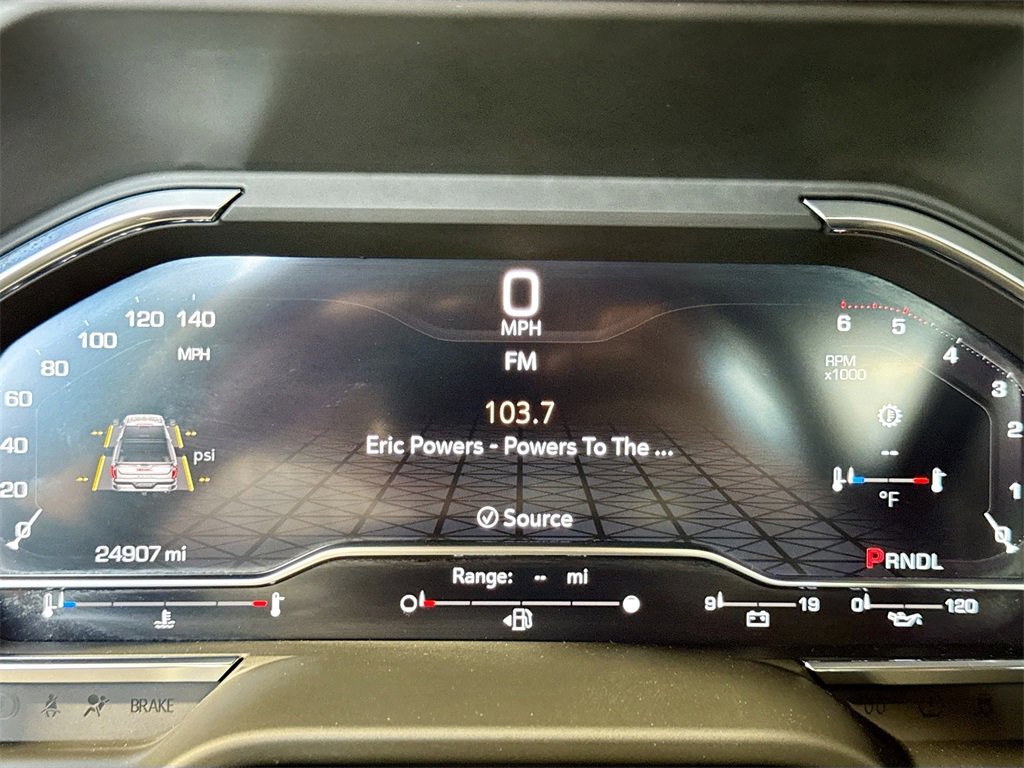 0
MPH
FM
103.7
Eric Powers - Powers To The ...
Source
120 140
100
80
60
40
20
0
MPH
psi
24907 mi
6 5
4
3
2
1
0
RPM
x1000
--
°F
PRNDL
Range: -- mi
9 19
0 120
BRAKE